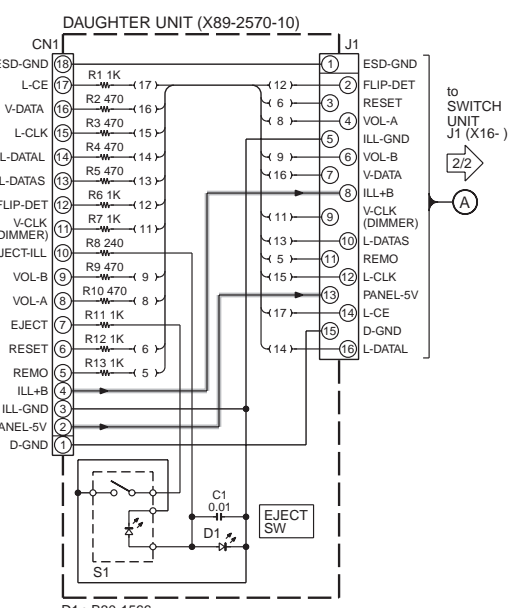 DAUGHTER UNIT (X89-2570-10)
CN1
J1
ESD-GND 18
L-CE 17 R1 1K (17)
V-DATA 16 R2 470 (16)
L-CLK 15 R3 470 (15)
L-DATAL 14 R4 470 (14)
L-DATAS 13 R5 470 (13)
FLIP-DET 12 R6 1K (12)
V-CLK
DIMMER) 11 R7 1K (11)
JECT-ILL 10 R8 240
VOL-B 9 R9 470 (9)
VOL-A 8 R10 470 (8)
EJECT 7 R11 1K
RESET 6 R12 1K (6)
REMO 5 R13 1K (5)
ILL+B 4
ILL-GND 3
ANEL-5V 2
D-GND 1
1 ESD-GND
(12) 2 FLIP-DET
(6) 3 RESET
(8) 4 VOL-A
5 ILL-GND
(9) 6 VOL-B
(16) 7 V-DATA
8 ILL+B
(11) 9 V-CLK
(DIMMER)
(13) 10 L-DATAS
(5) 11 REMO
(15) 12 L-CLK
13 PANEL-5V
(17) 14 L-CE
15 D-GND
(14) 16 L-DATAL
to
SWITCH
UNIT
J1 (X16- )
2/2
A
C1
0.01
D1
EJECT
SW
S1